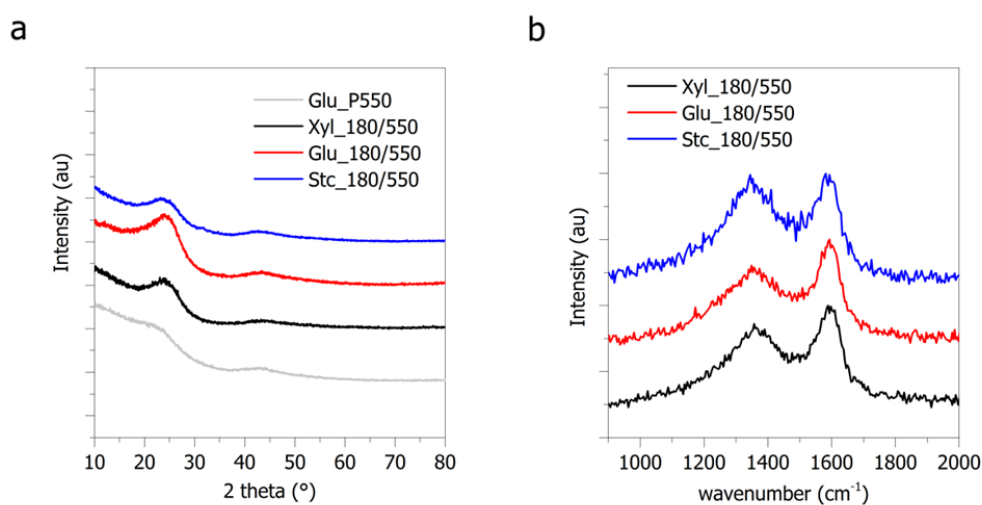 a
Glu_P550
Xyl_180/550
Glu_180/550
Stc_180/550
Intensity (au)
10 20 30 40 50 60 70 80
2 theta (°)
b
Xyl_180/550
Glu_180/550
Stc_180/550
Intensity (au)
1000 1200 1400 1600 1800 2000
wavenumber (cm⁻¹)